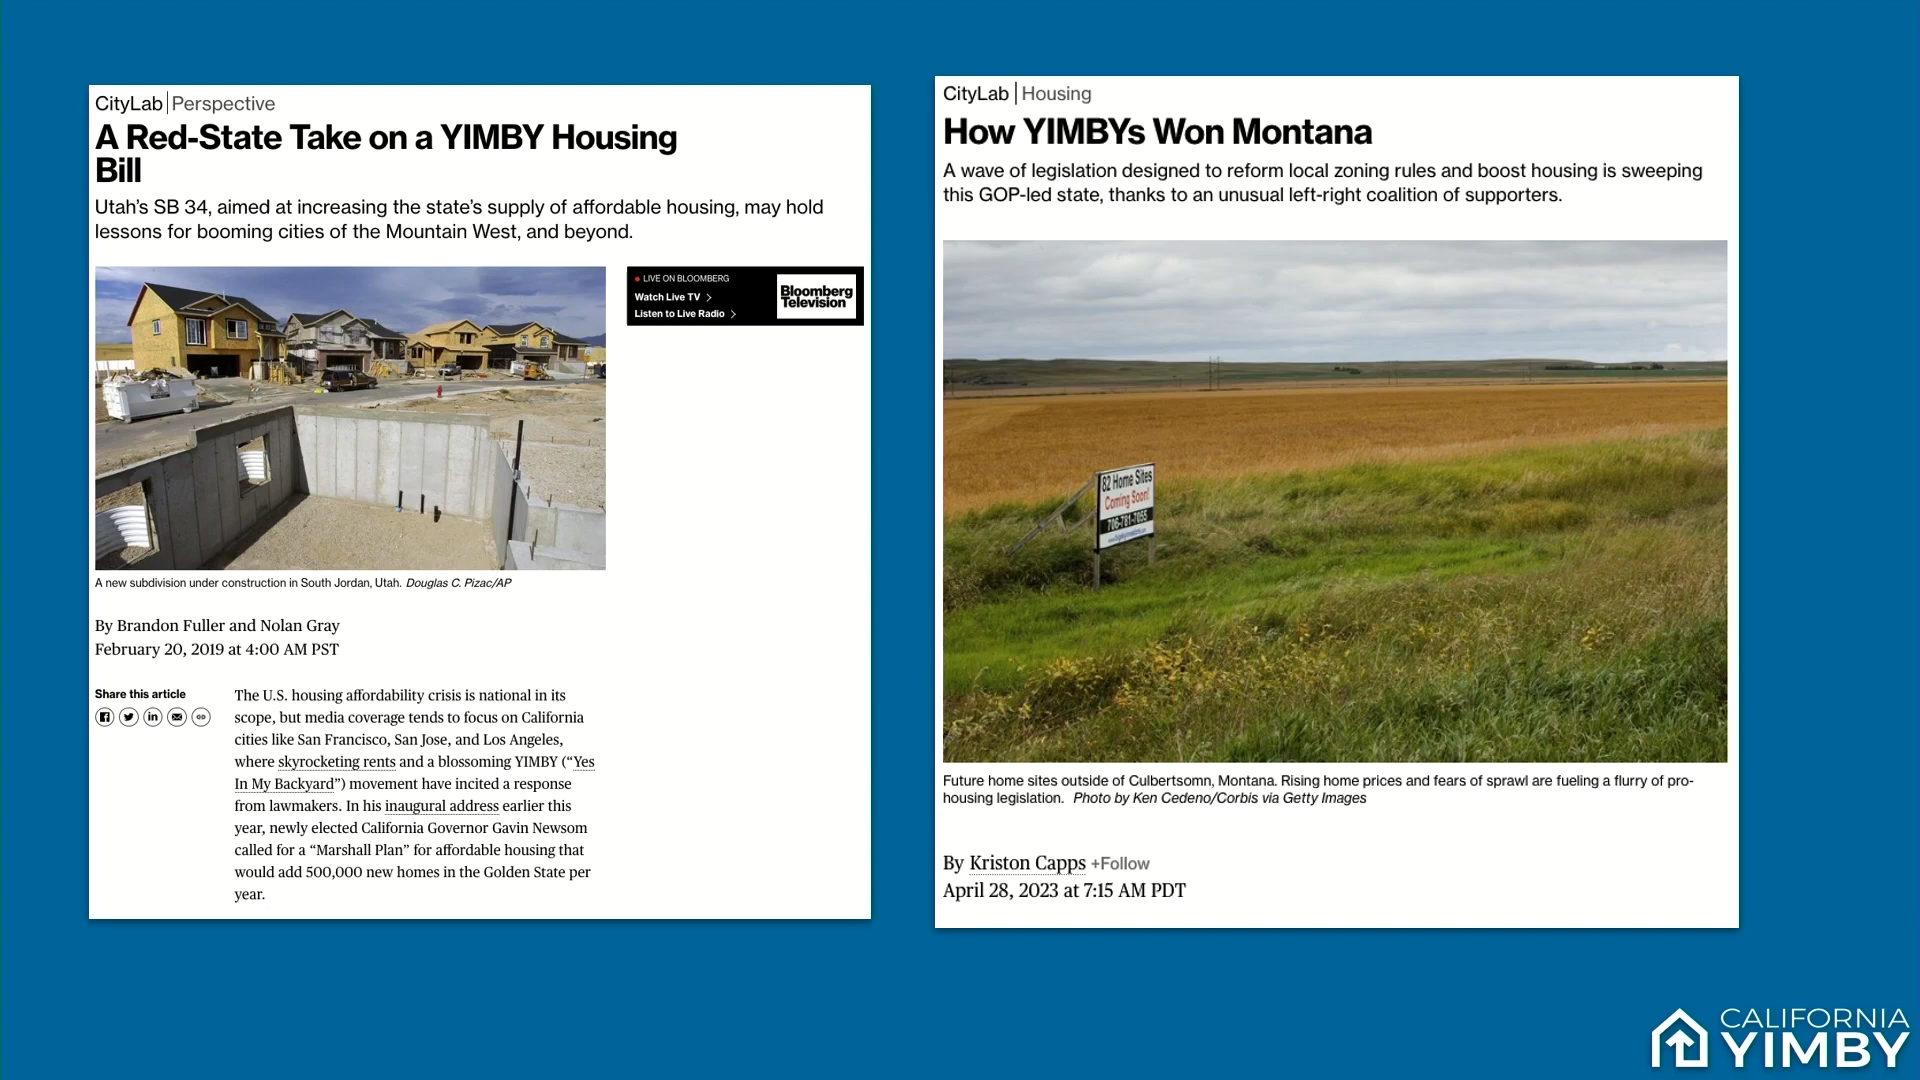 CityLab | Perspective
A Red-State Take on a YIMBY Housing
Bill
Utah’s SB 34, aimed at increasing the state’s supply of affordable housing, may hold
lessons for booming cities of the Mountain West, and beyond.
LIVE ON BLOOMBERG
Watch Live TV
Listen to Live Radio
Bloomberg
Television
A new subdivision under construction in South Jordan, Utah. Douglas C. Pizac/AP
By Brandon Fuller and Nolan Gray
February 20, 2019 at 4:00 AM PST
Share this article
The U.S. housing affordability crisis is national in its
scope, but media coverage tends to focus on California
cities like San Francisco, San Jose, and Los Angeles,
where skyrocketing rents and a blossoming YIMBY (“Yes
In My Backyard”) movement have incited a response
from lawmakers. In his inaugural address earlier this
year, newly elected California Governor Gavin Newsom
called for a “Marshall Plan” for affordable housing that
would add 500,000 new homes in the Golden State per
year.
CityLab | Housing
How YIMBYs Won Montana
A wave of legislation designed to reform local zoning rules and boost housing is sweeping
this GOP-led state, thanks to an unusual left-right coalition of supporters.
82 Home Sites
Coming Soon!
706-781-7055
Future home sites outside of Culbertsomn, Montana. Rising home prices and fears of sprawl are fueling a flurry of pro-
housing legislation. Photo by Ken Cedeno/Corbis via Getty Images
By Kriston Capps +Follow
April 28, 2023 at 7:15 AM PDT
CALIFORNIA
YIMBY